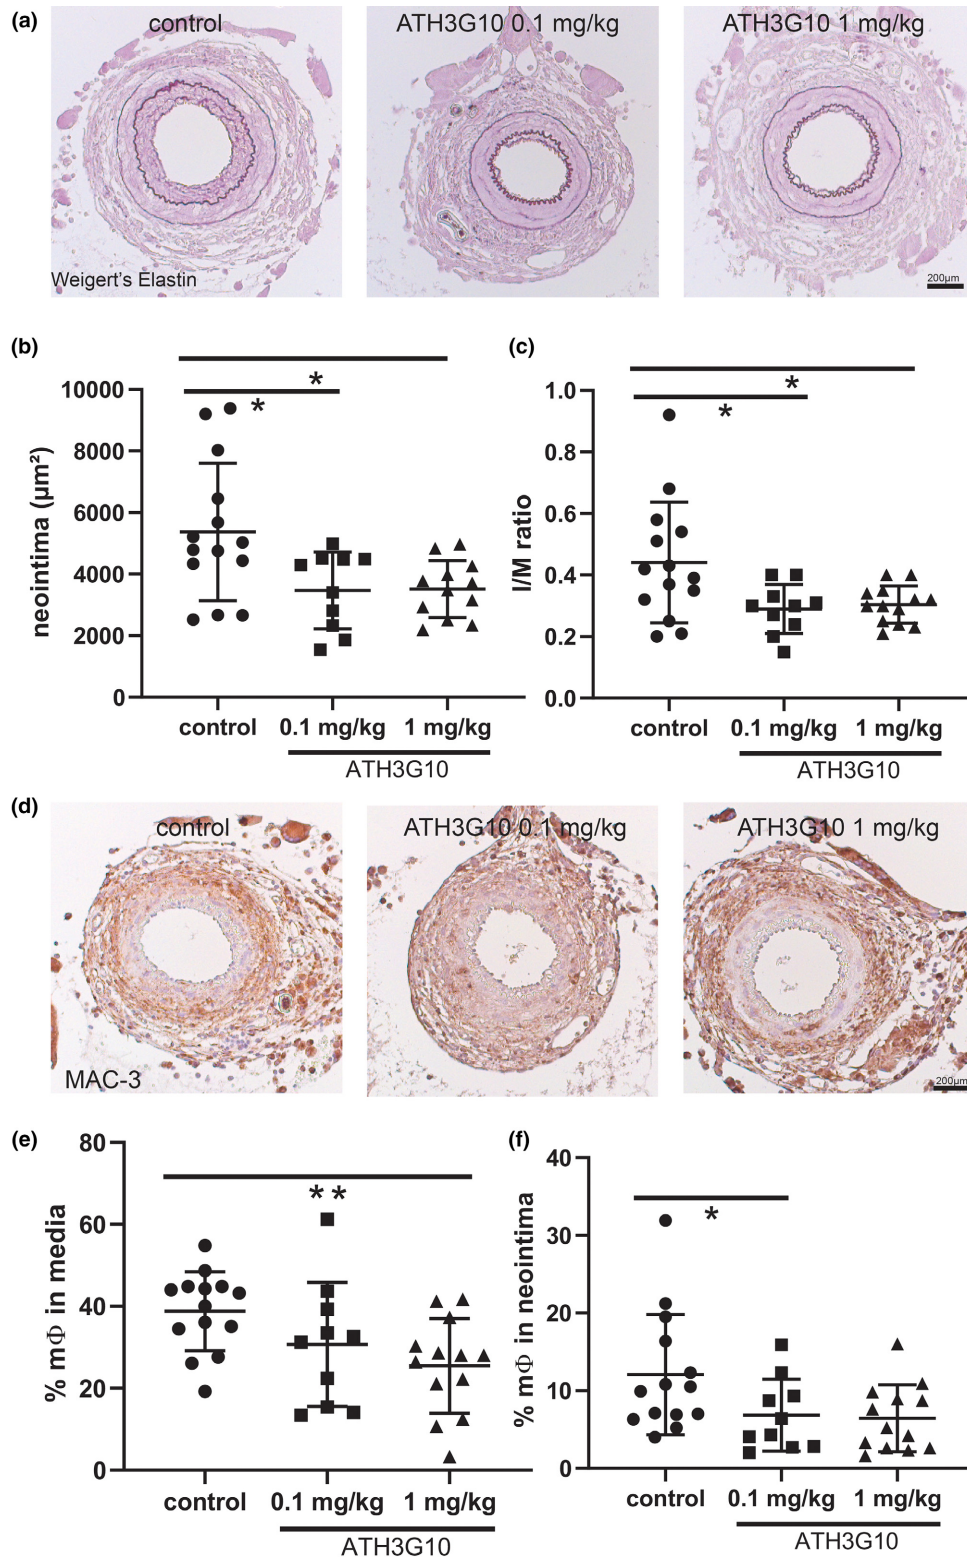 (a)
control
ATH3G10 0.1 mg/kg
ATH3G10 1 mg/kg
Weigert's Elastin
200µm
(b)
neointima (µm²)
10000
8000
6000
4000
2000
0
*
*
control
0.1 mg/kg
1 mg/kg
ATH3G10
(c)
I/M ratio
1.0
0.8
0.6
0.4
0.2
0.0
*
*
control
0.1 mg/kg
1 mg/kg
ATH3G10
(d)
control
ATH3G10 0.1 mg/kg
ATH3G10 1 mg/kg
MAC-3
200µm
(e)
% mΦ in media
80
60
40
20
0
**
control
0.1 mg/kg
1 mg/kg
ATH3G10
(f)
% mΦ in neointima
40
30
20
10
0
*
control
0.1 mg/kg
1 mg/kg
ATH3G10